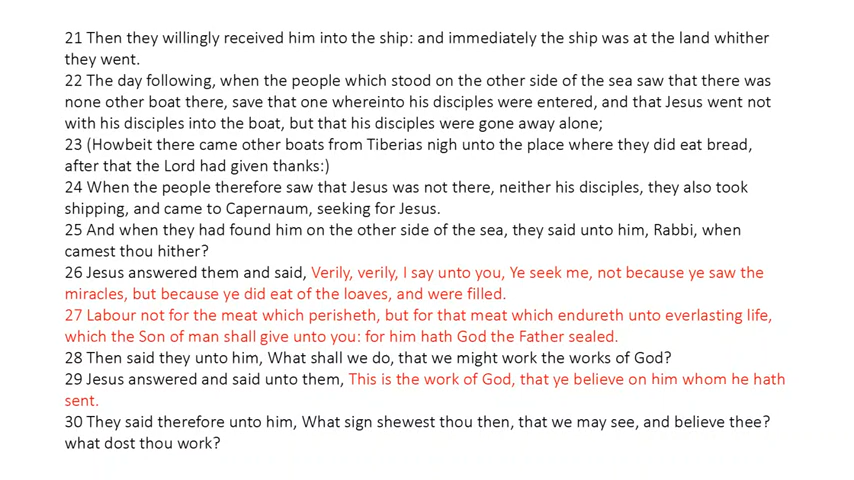 21 Then they willingly received him into the ship: and immediately the ship was at the land whither
they went.
22 The day following, when the people which stood on the other side of the sea saw that there was
none other boat there, save that one whereinto his disciples were entered, and that Jesus went not
with his disciples into the boat, but that his disciples were gone away alone;
23 (Howbeit there came other boats from Tiberias nigh unto the place where they did eat bread,
after that the Lord had given thanks:)
24 When the people therefore saw that Jesus was not there, neither his disciples, they also took
shipping, and came to Capernaum, seeking for Jesus.
25 And when they had found him on the other side of the sea, they said unto him, Rabbi, when
camest thou hither?
26 Jesus answered them and said, Verily, verily, I say unto you, Ye seek me, not because ye saw the
miracles, but because ye did eat of the loaves, and were filled.
27 Labour not for the meat which perisheth, but for that meat which endureth unto everlasting life,
which the Son of man shall give unto you: for him hath God the Father sealed.
28 Then said they unto him, What shall we do, that we might work the works of God?
29 Jesus answered and said unto them, This is the work of God, that ye believe on him whom he hath
sent.
30 They said therefore unto him, What sign shewest thou then, that we may see, and believe thee?
what dost thou work?